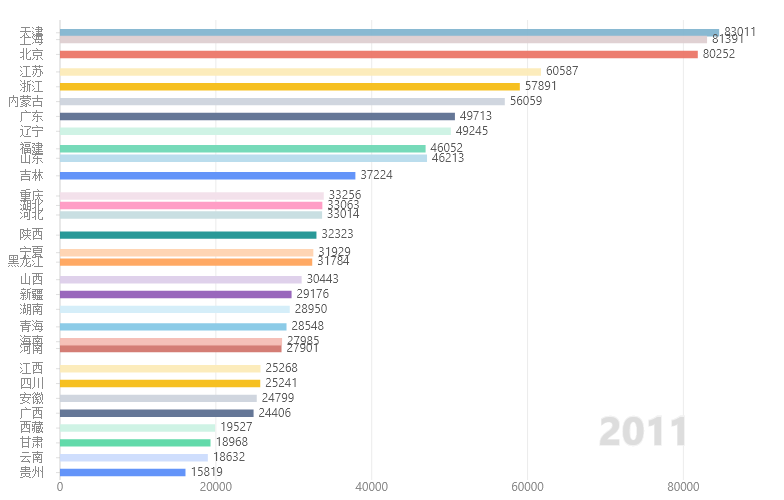 天津 83011
上海 81391
北京 80252
江苏 60587
浙江 57891
内蒙古 56059
广东 49713
辽宁 49245
福建 46052
山东 46213
吉林 37224
重庆 33256
湖北 33063
河北 33014
陕西 32323
宁夏 31929
黑龙江 31784
山西 30443
新疆 29176
湖南 28950
青海 28548
海南 27985
河南 27901
江西 25268
四川 25241
安徽 24799
广西 24406
西藏 19527
甘肃 18968
云南 18632
贵州 15819
2011
0 20000 40000 60000 80000